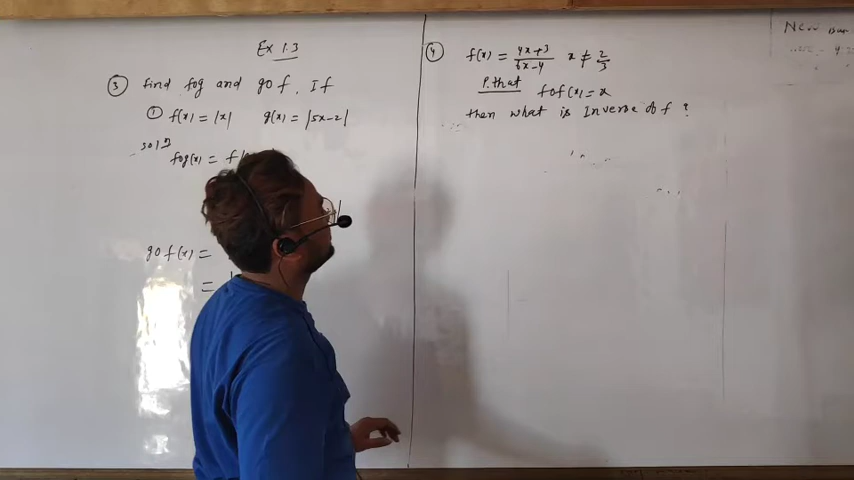 Ex 1.3
③ find fog and gof. If
① f(x) = |x| g(x) = |5x-2|
solⁿ
fog(x) = f
gof(x) =
=
④ f(x) = 4x+3/6x-4 x ≠ 2/3
P. that fof(x) = x
then what is Inverse of f ?
New